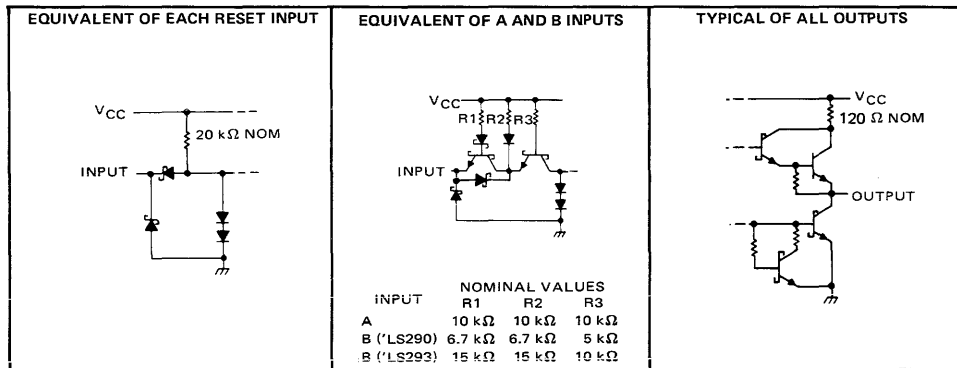 EQUIVALENT OF EACH RESET INPUT
VCC
20 kΩ NOM
INPUT
EQUIVALENT OF A AND B INPUTS
VCC
R1 R2 R3
INPUT
NOMINAL VALUES
INPUT R1 R2 R3
A 10 kΩ 10 kΩ 10 kΩ
B ('LS290) 6.7 kΩ 6.7 kΩ 5 kΩ
B ('LS293) 15 kΩ 15 kΩ 10 kΩ
TYPICAL OF ALL OUTPUTS
VCC
120 Ω NOM
OUTPUT